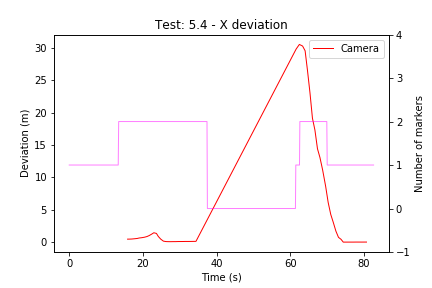 Test: 5.4 - X deviation
Camera
Deviation (m)
30
25
20
15
10
5
0
4
3
2
1
0
−1
Number of markers
0 20 40 60 80
Time (s)